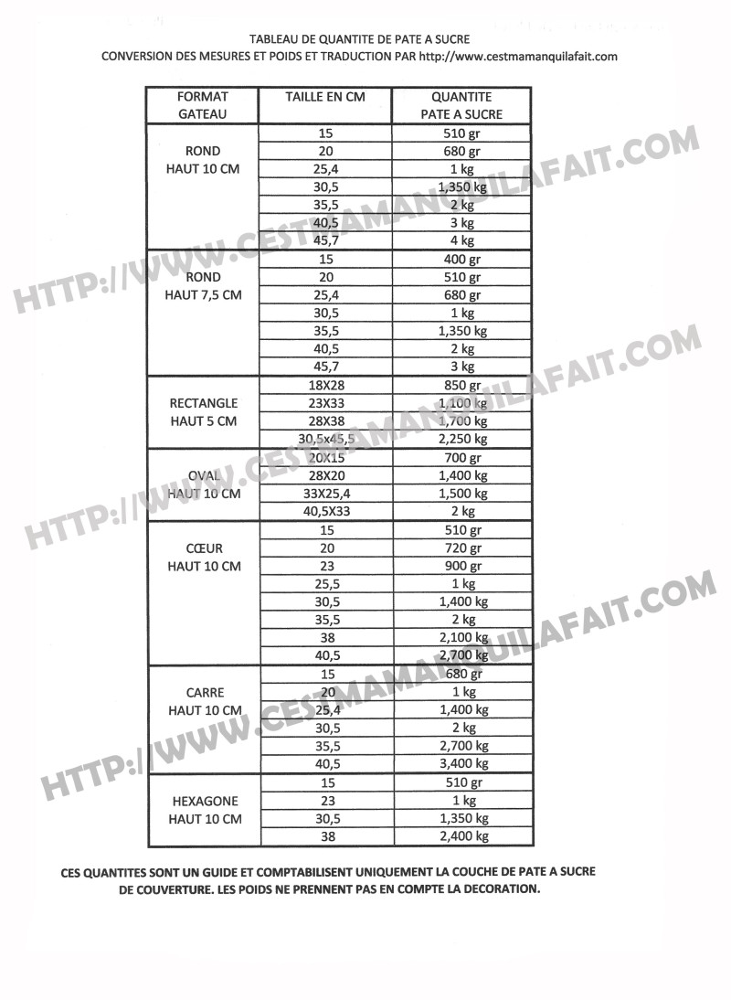 TABLEAU DE QUANTITE DE PATE A SUCRE
CONVERSION DES MESURES ET POIDS ET TRADUCTION PAR http://www.cestmamanquilafait.com
FORMAT GATEAU TAILLE EN CM QUANTITE PATE A SUCRE
ROND HAUT 10 CM
15 510 gr
20 680 gr
25,4 1 kg
30,5 1,350 kg
35,5 2 kg
40,5 3 kg
45,7 4 kg
ROND HAUT 7,5 CM
15 400 gr
20 510 gr
25,4 680 gr
30,5 1 kg
35,5 1,350 kg
40,5 2 kg
45,7 3 kg
RECTANGLE HAUT 5 CM
18X28 850 gr
23X33 1,100 kg
28X38 1,700 kg
30,5x45,5 2,250 kg
OVAL HAUT 10 CM
20X15 700 gr
28X20 1,400 kg
33X25,4 1,500 kg
40,5X33 2 kg
CŒUR HAUT 10 CM
15 510 gr
20 720 gr
23 900 gr
25,5 1 kg
30,5 1,400 kg
35,5 2 kg
38 2,100 kg
40,5 2,700 kg
CARRE HAUT 10 CM
15 680 gr
20 1 kg
25,4 1,400 kg
30,5 2 kg
35,5 2,700 kg
40,5 3,400 kg
HEXAGONE HAUT 10 CM
15 510 gr
23 1 kg
30,5 1,350 kg
38 2,400 kg
CES QUANTITES SONT UN GUIDE ET COMPTABILISENT UNIQUEMENT LA COUCHE DE PATE A SUCRE
DE COUVERTURE. LES POIDS NE PRENNENT PAS EN COMPTE LA DECORATION.
HTTP://WWW.CESTMAMANQUILAFAIT.COM
HTTP://WWW.CESTMAMANQUILAFAIT.COM
HTTP://WWW.CESTMAMANQUILAFAIT.COM